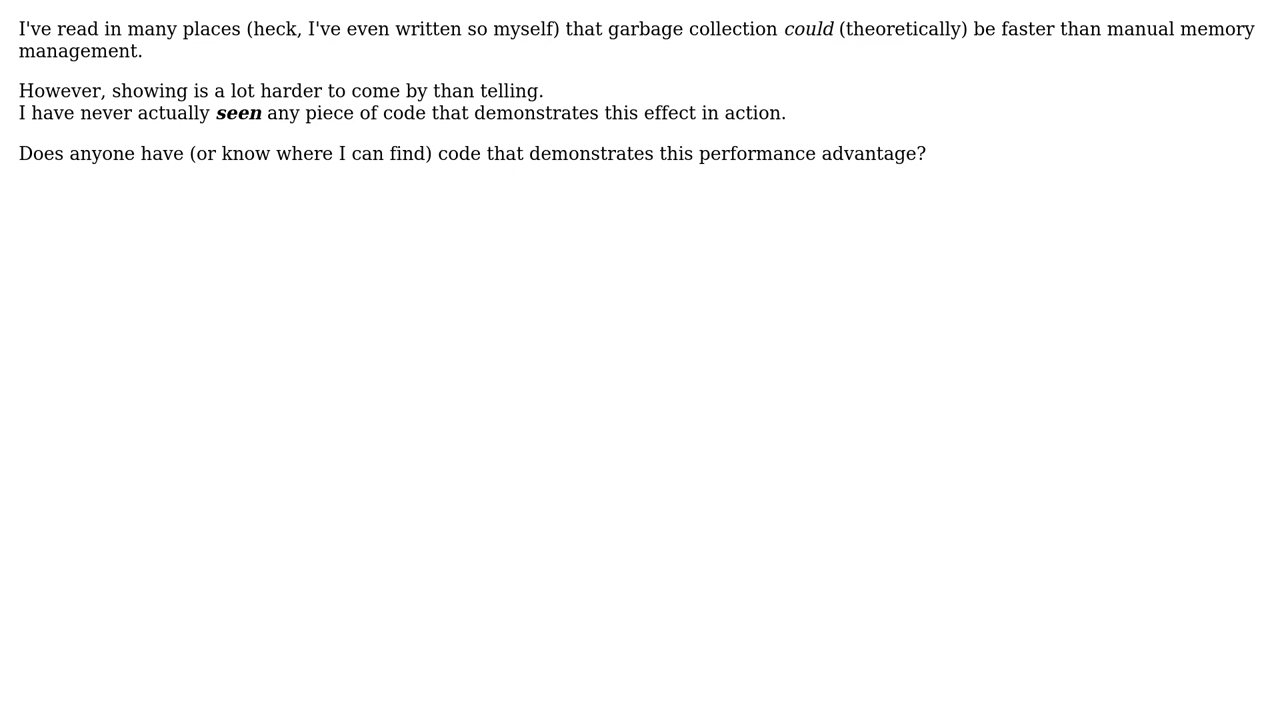 I've read in many places (heck, I've even written so myself) that garbage collection could (theoretically) be faster than manual memory
management.
However, showing is a lot harder to come by than telling.
I have never actually seen any piece of code that demonstrates this effect in action.
Does anyone have (or know where I can find) code that demonstrates this performance advantage?